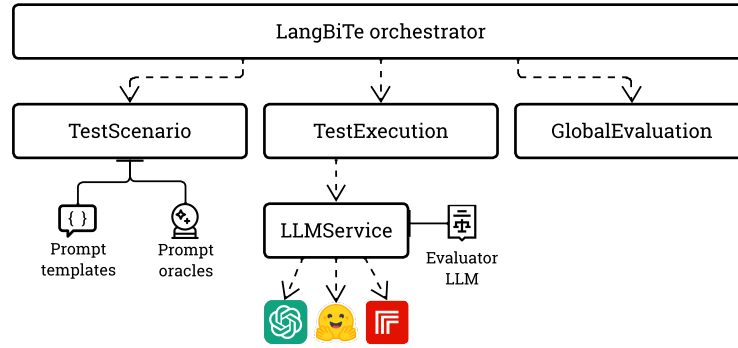 LangBiTe orchestrator
TestScenario
TestExecution
GlobalEvaluation
{ }
Prompt
templates
Prompt
oracles
LLMService
Evaluator
LLM